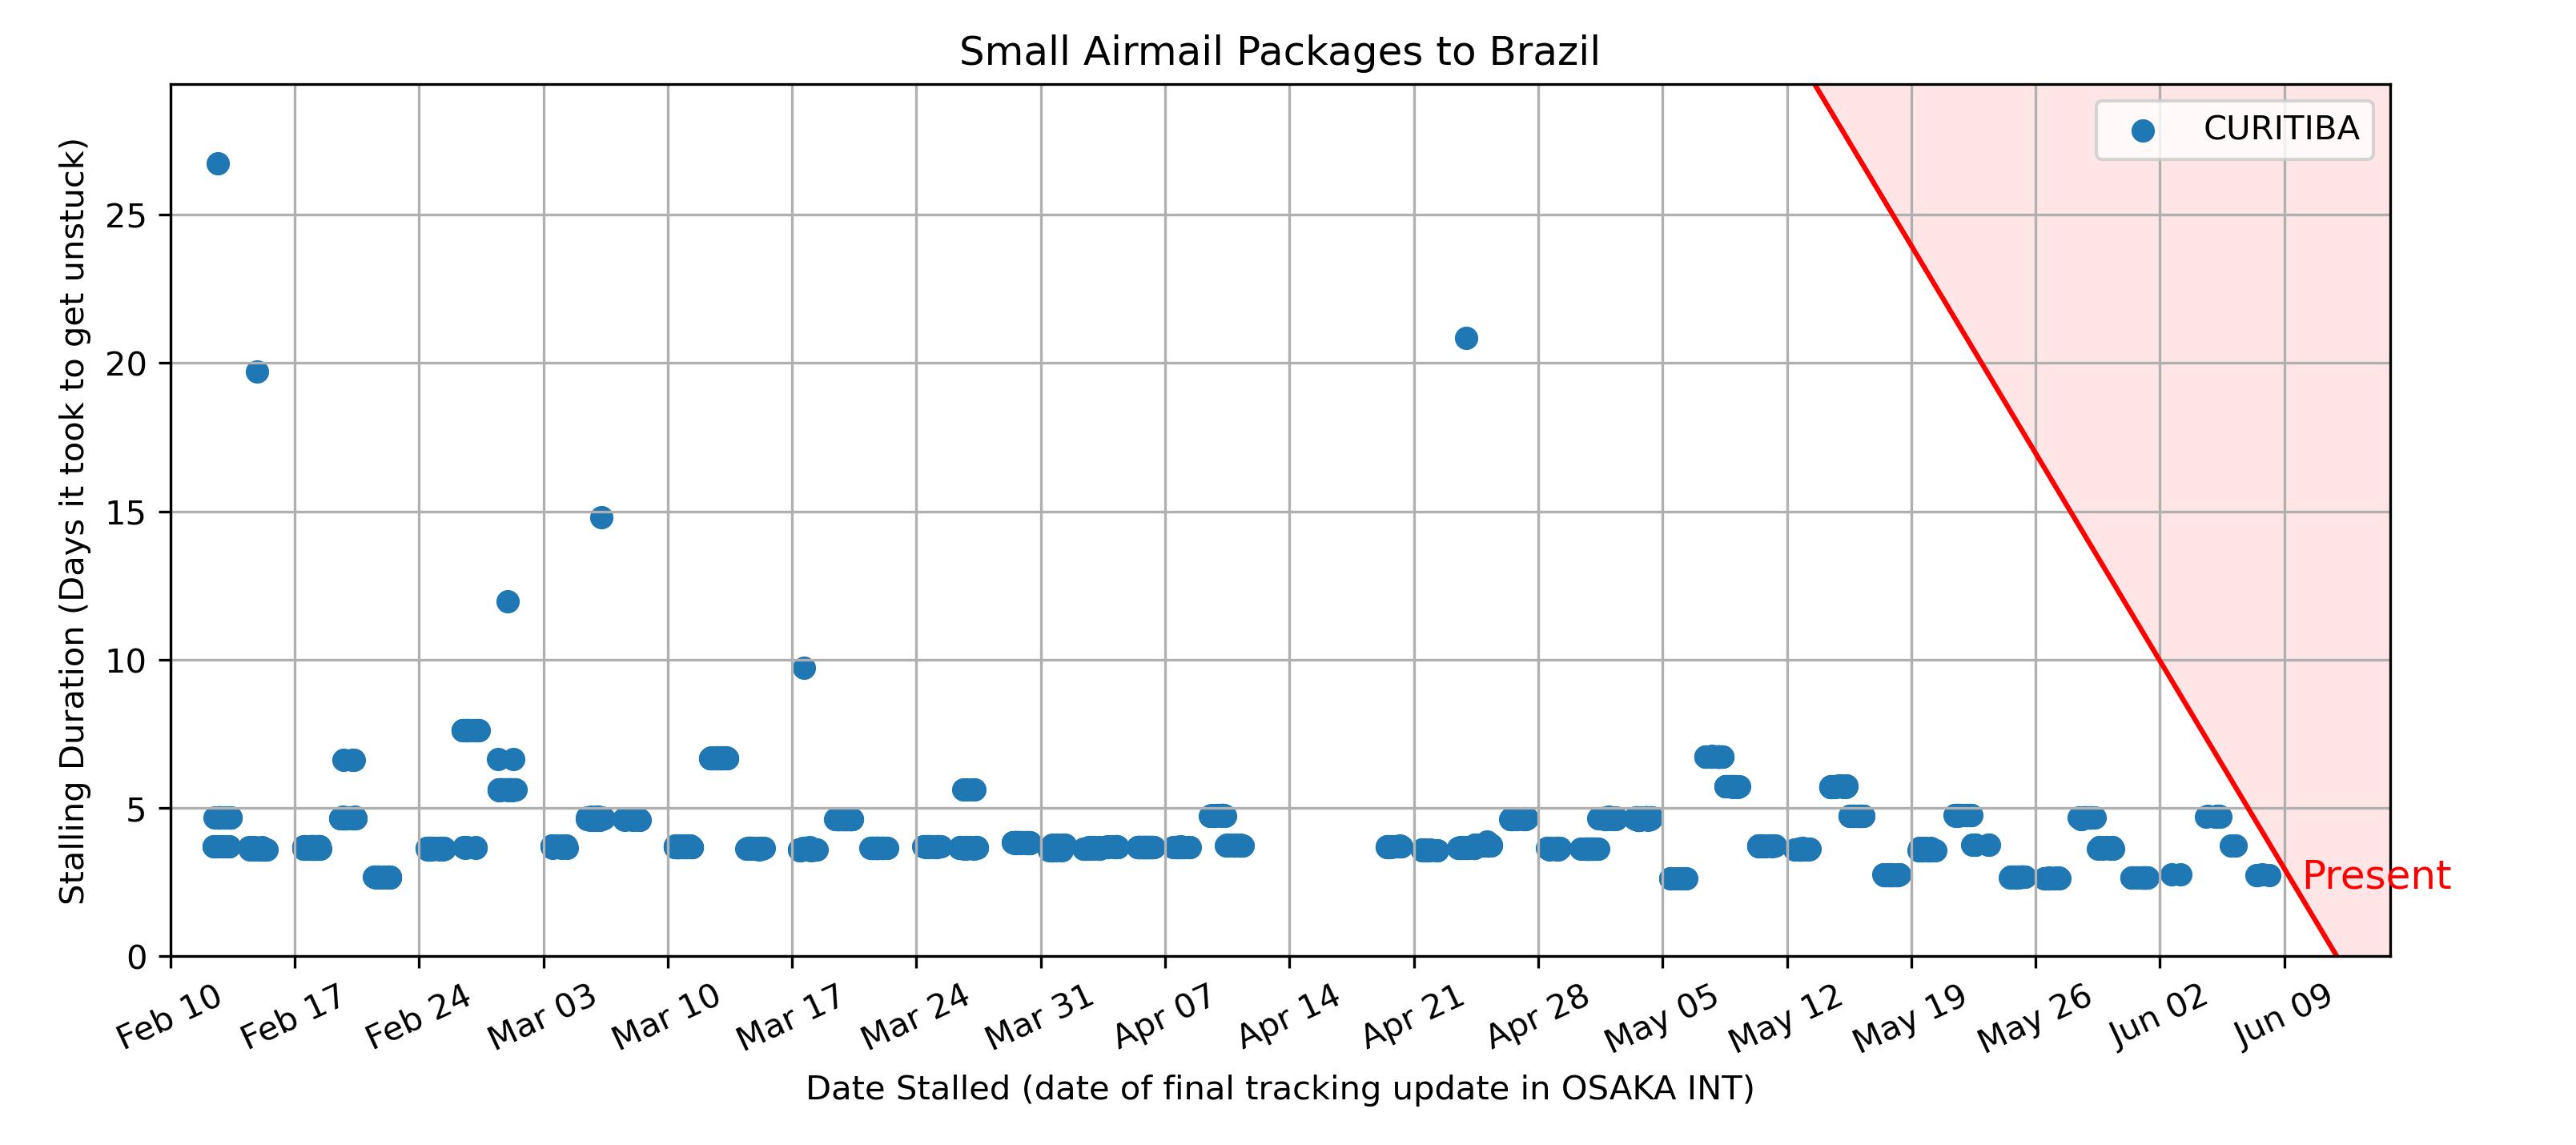 Small Airmail Packages to Brazil
CURITIBA
Stalling Duration (Days it took to get unstuck)
25
20
15
10
5
0
Present
Feb 10
Feb 17
Feb 24
Mar 03
Mar 10
Mar 17
Mar 24
Mar 31
Apr 07
Apr 14
Apr 21
Apr 28
May 05
May 12
May 19
May 26
Jun 02
Jun 09
Date Stalled (date of final tracking update in OSAKA INT)